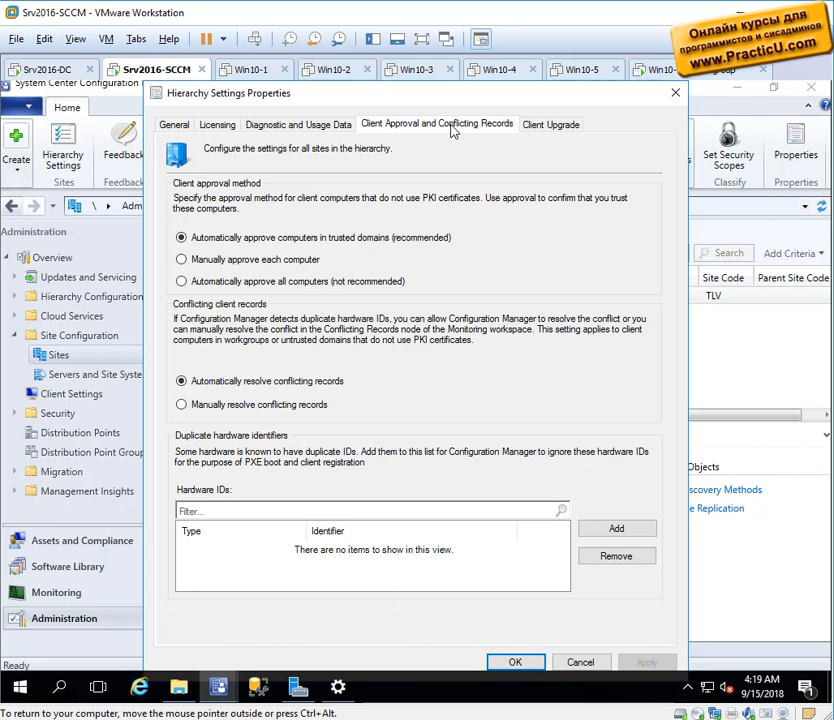 Srv2016-SCCM - VMware Workstation
File Edit View VM Tabs Help
Онлайн курсы для
программистов и сисадминов
www.PracticU.com
Srv2016-DC Srv2016-SCCM Win10-1 Win10-2 Win10-3 Win10-4 Win10-5
System Center Configuration
Home
Hierarchy Settings Properties
General Licensing Diagnostic and Usage Data Client Approval and Conflicting Records Client Upgrade
Create
Hierarchy
Settings
Sites
Feedback
Set Security
Scopes
Classify
Properties
Properties
Configure the settings for all sites in the hierarchy.
Client approval method
Specify the approval method for client computers that do not use PKI certificates. Use approval to confirm that you trust
these computers.
Automatically approve computers in trusted domains (recommended)
Manually approve each computer
Automatically approve all computers (not recommended)
Conflicting client records
If Configuration Manager detects duplicate hardware IDs, you can allow Configuration Manager to resolve the conflict or you
can manually resolve the conflict in the Conflicting Records node of the Monitoring workspace. This setting applies to client
computers in workgroups or untrusted domains that do not use PKI certificates.
Automatically resolve conflicting records
Manually resolve conflicting records
Duplicate hardware identifiers
Some hardware is known to have duplicate IDs. Add them to this list for Configuration Manager to ignore these hardware IDs
for the purpose of PXE boot and client registration
Hardware IDs:
Filter...
Type Identifier
There are no items to show in this view.
Add
Remove
OK Cancel Apply
\ Adm
Administration
Overview
Updates and Servicing
Hierarchy Configuration
Cloud Services
Site Configuration
Sites
Servers and Site Syste
Client Settings
Security
Distribution Points
Distribution Point Group
Migration
Management Insights
Assets and Compliance
Software Library
Monitoring
Administration
Ready
Search Add Criteria
Site Code Parent Site Code
TLV
Objects
scovery Methods
e Replication
4:19 AM
9/15/2018
1
To return to your computer, move the mouse pointer outside or press Ctrl+Alt.